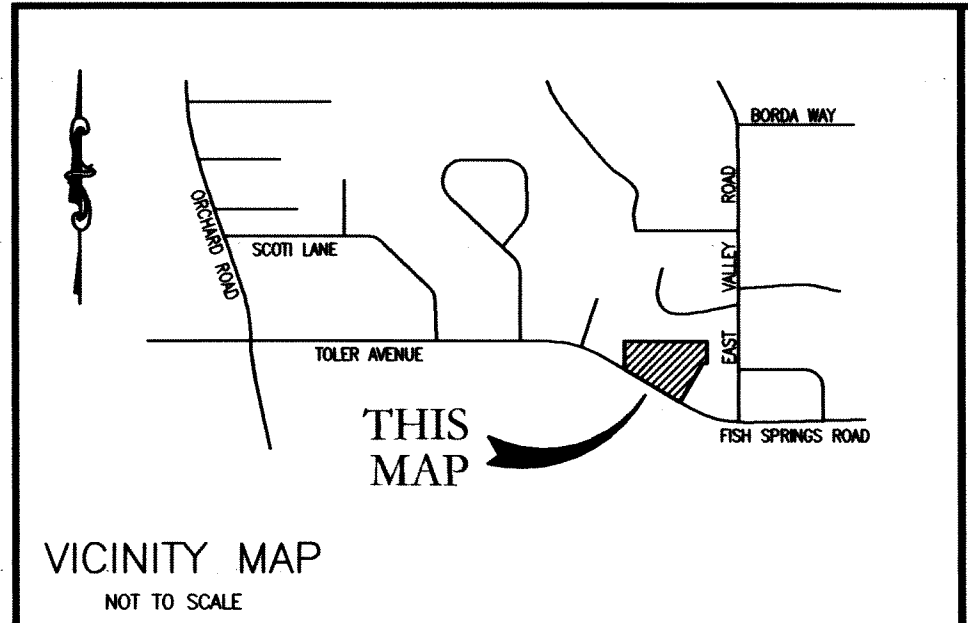 BORDA WAY
EAST VALLEY ROAD
ORCHARD ROAD
SCOTI LANE
TOLER AVENUE
THIS
MAP
FISH SPRINGS ROAD
VICINITY MAP
NOT TO SCALE